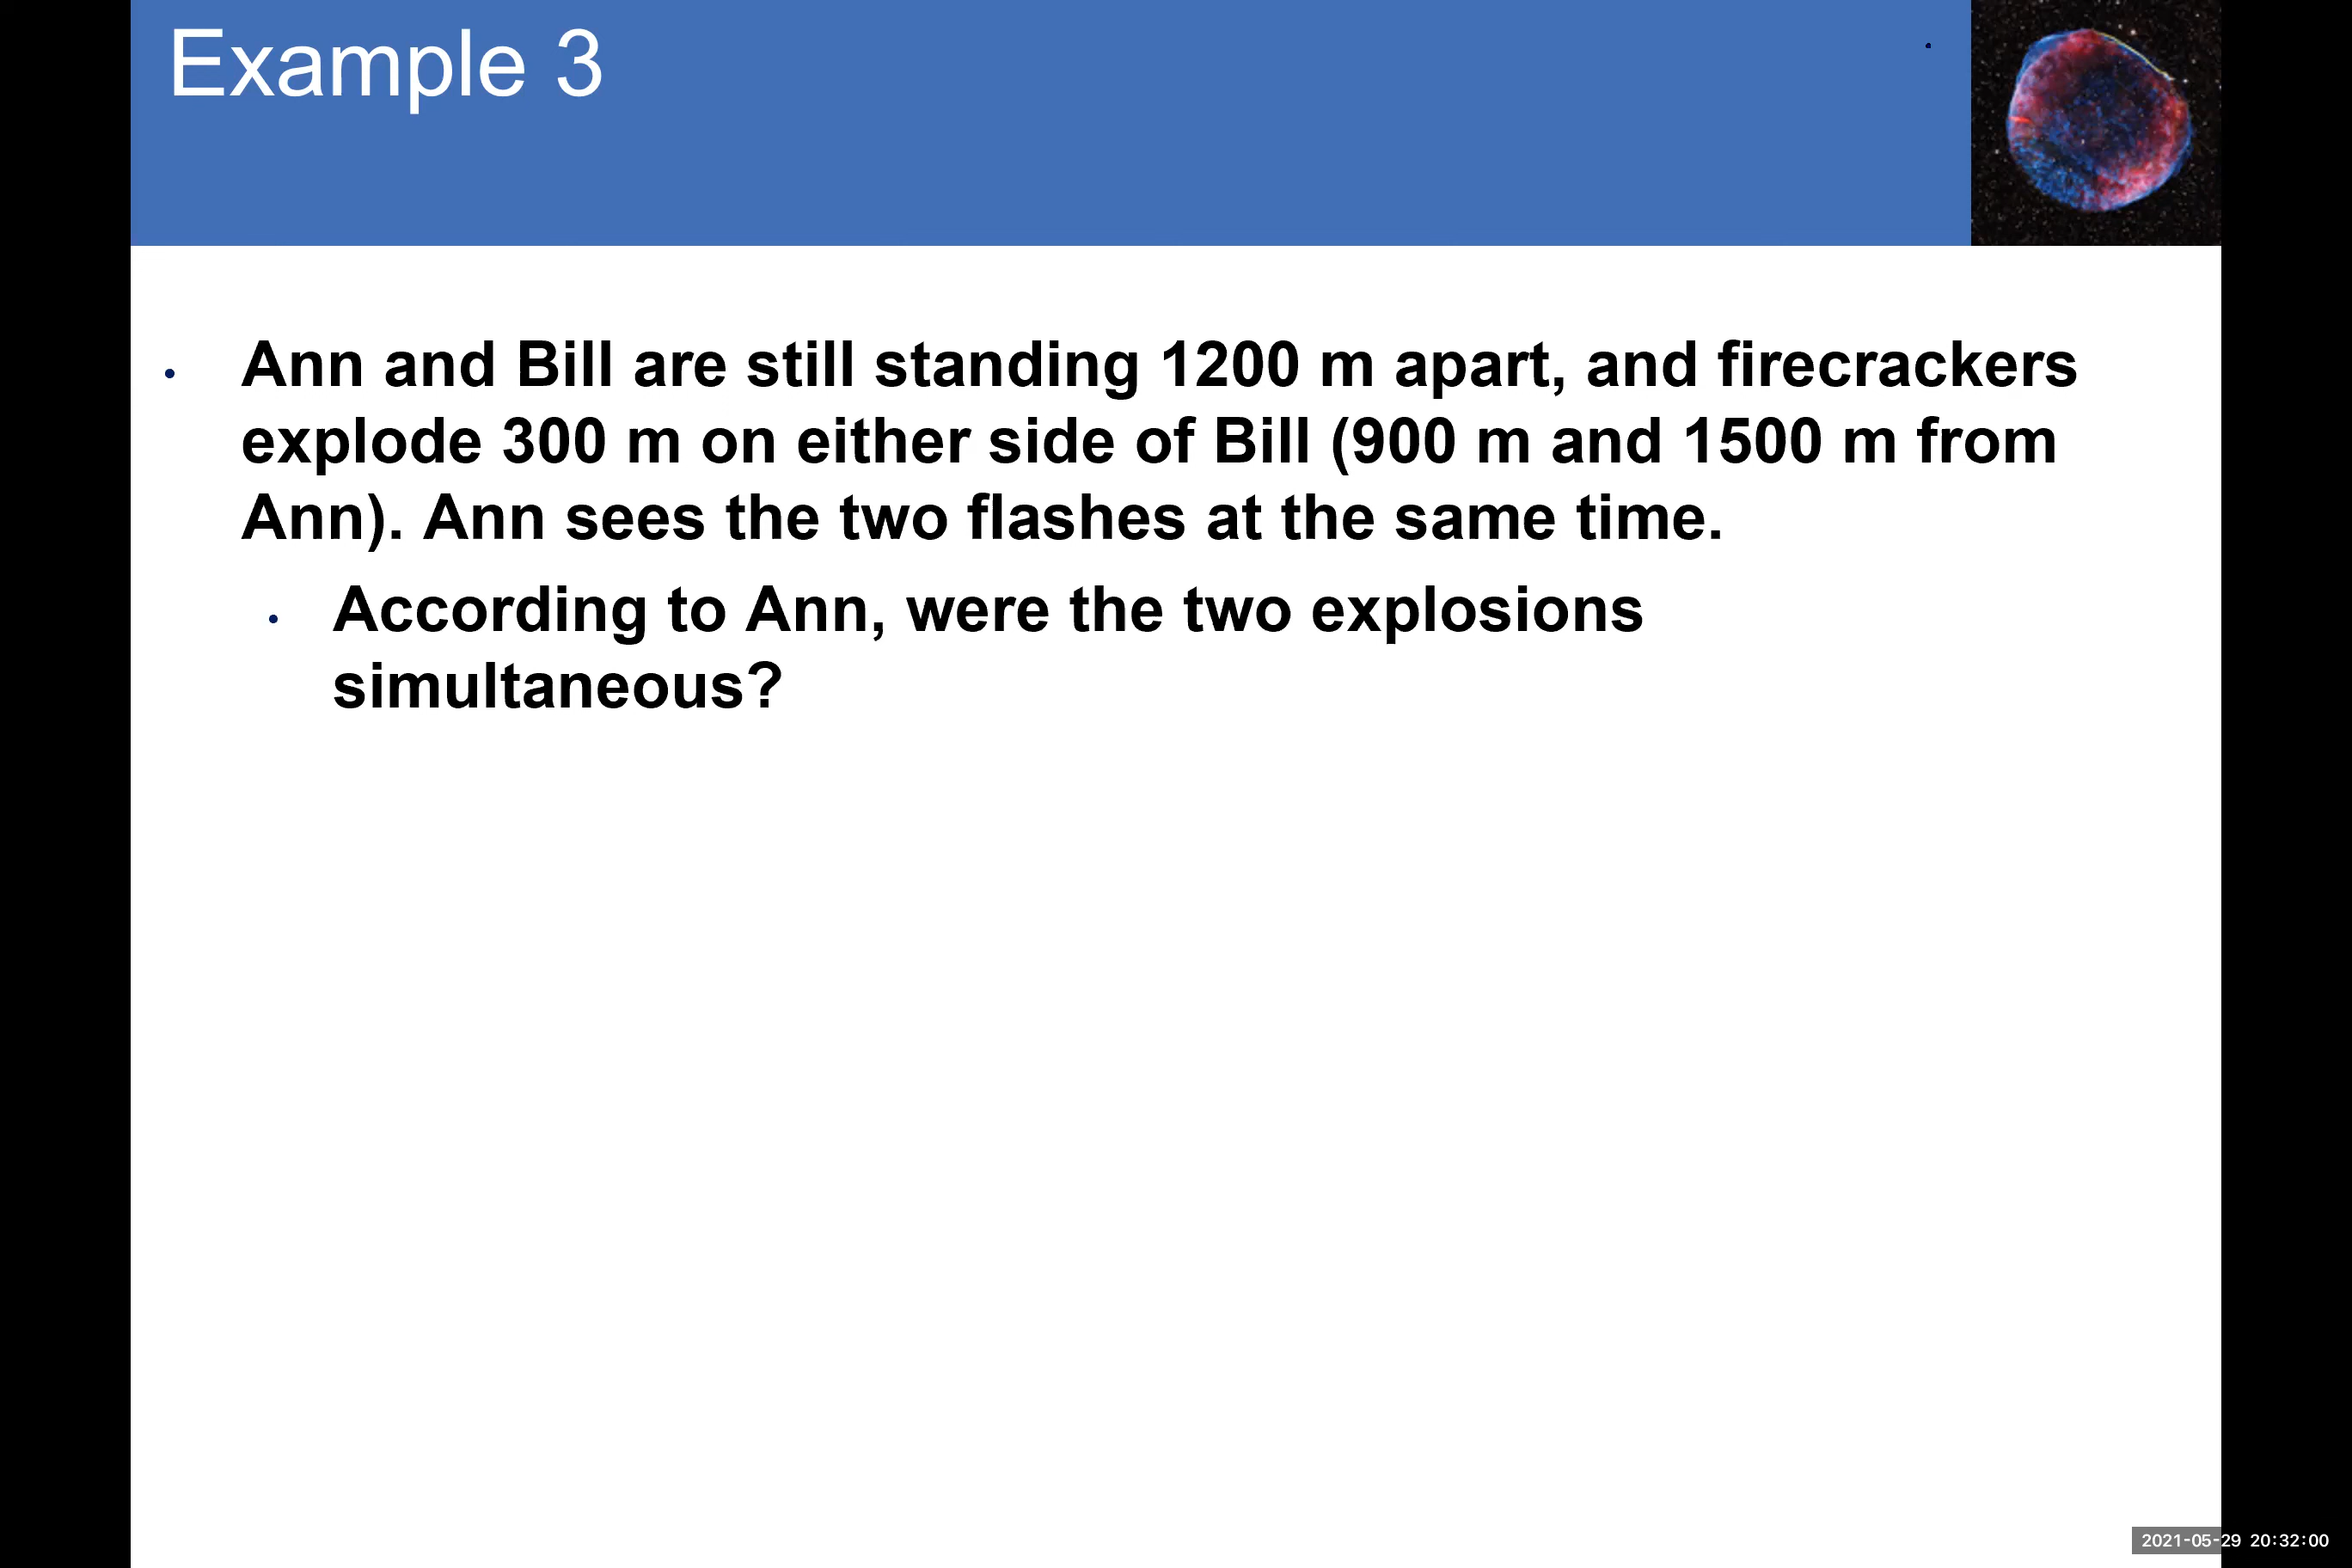 Example 3
• Ann and Bill are still standing 1200 m apart, and firecrackers
explode 300 m on either side of Bill (900 m and 1500 m from
Ann). Ann sees the two flashes at the same time.
• According to Ann, were the two explosions
simultaneous?
2021-05-29 20:32:00